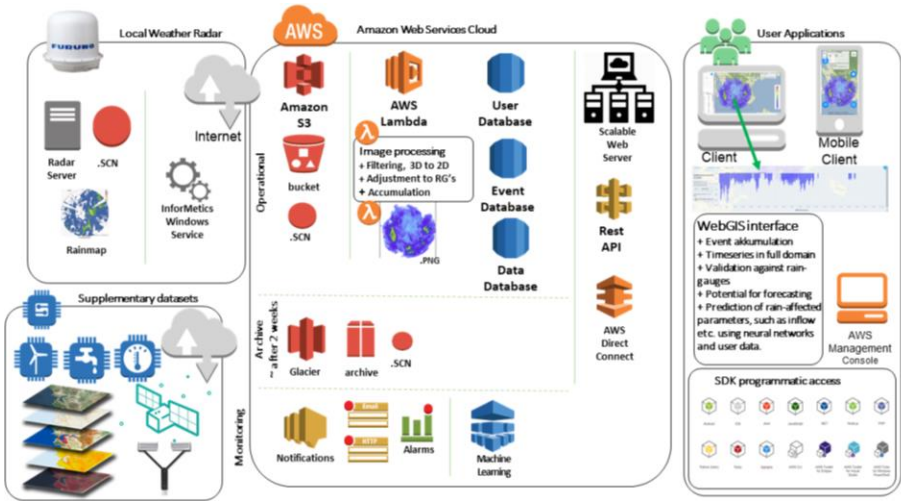 Local Weather Radar
FURUNO
Radar
Server
.SCN
Rainmap
Internet
InforMetics
Windows
Service
Supplementary datasets
AWS
Amazon Web Services Cloud
Operational
Amazon
S3
bucket
.SCN
AWS
Lambda
λ
Image processing
+ Filtering, 3D to 2D
+ Adjustment to RG's
+ Accumulation
λ
.PNG
User
Database
Event
Database
Data
Database
Scalable
Web
Server
Rest
API
AWS
Direct
Connect
Archive
~ after 2 weeks
Glacier
archive
.SCN
Monitoring
Notifications
Email
HTTP
Alarms
Machine
Learning
User Applications
Client
Mobile
Client
WebGIS interface
+ Event akkumulation
+ Timeseries in full domain
+ Validation against rain-
gauges
+ Potential for forecasting
+ Prediction of rain-affected
parameters, such as inflow
etc. using neural networks
and user data.
AWS
Management
Console
SDK programmatic access